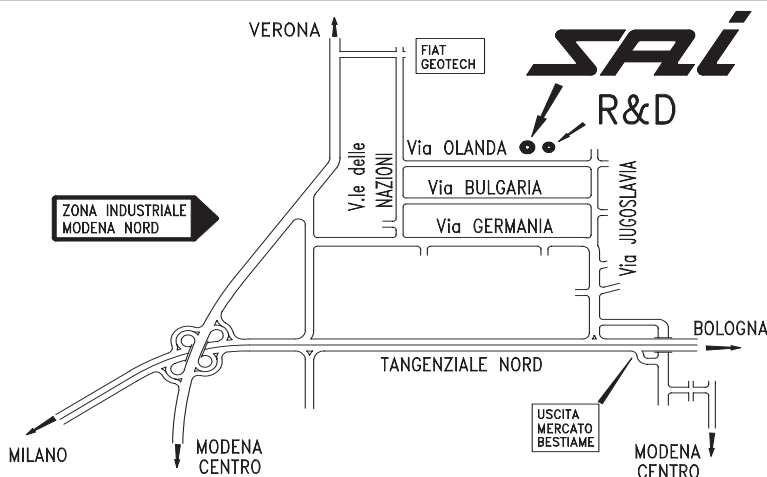 VERONA
FIAT
GEOTECH
SAi
R&D
Via OLANDA
V.le delle
NAZIONI
Via BULGARIA
Via JUGOSLAVIA
ZONA INDUSTRIALE
MODENA NORD
Via GERMANIA
BOLOGNA
TANGENZIALE NORD
USCITA
MERCATO
BESTIAME
MILANO
MODENA
CENTRO
MODENA
CENTRO